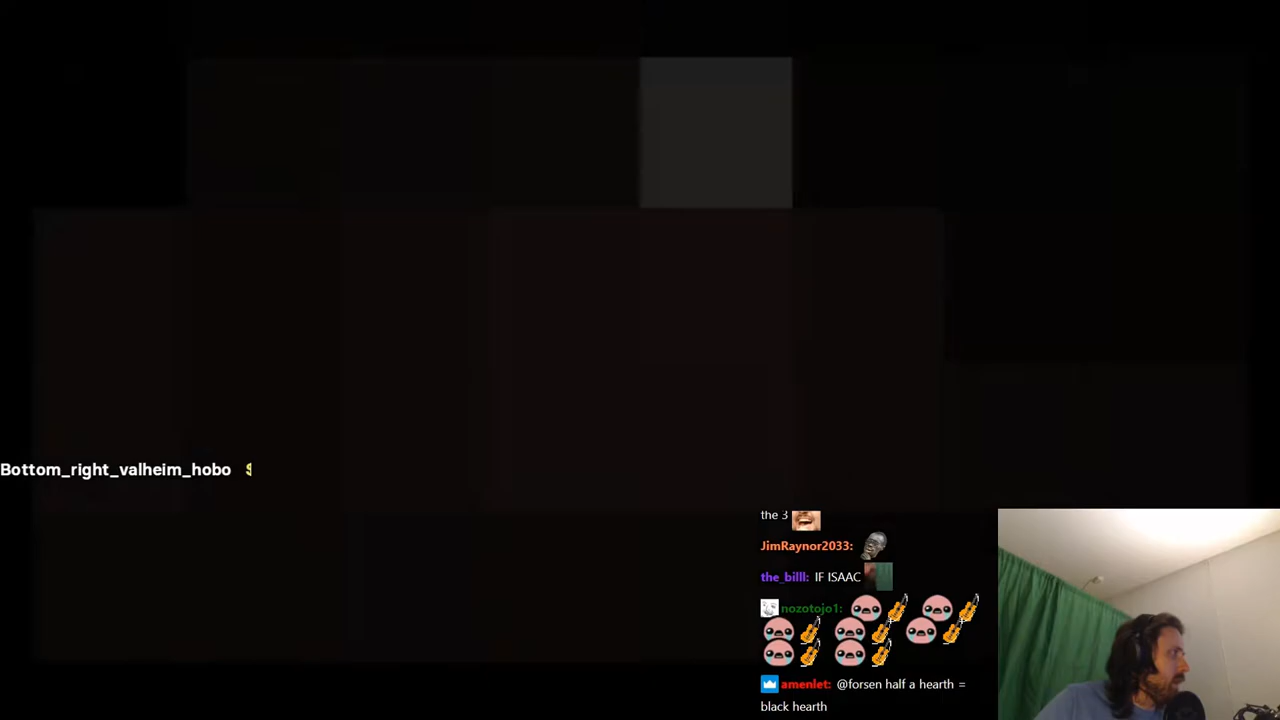 Bottom_right_valheim_hobo $
the 3
JimRaynor2033:
the_billl: IF ISAAC
nozotojo1:
amenlet: @forsen half a hearth =
black hearth